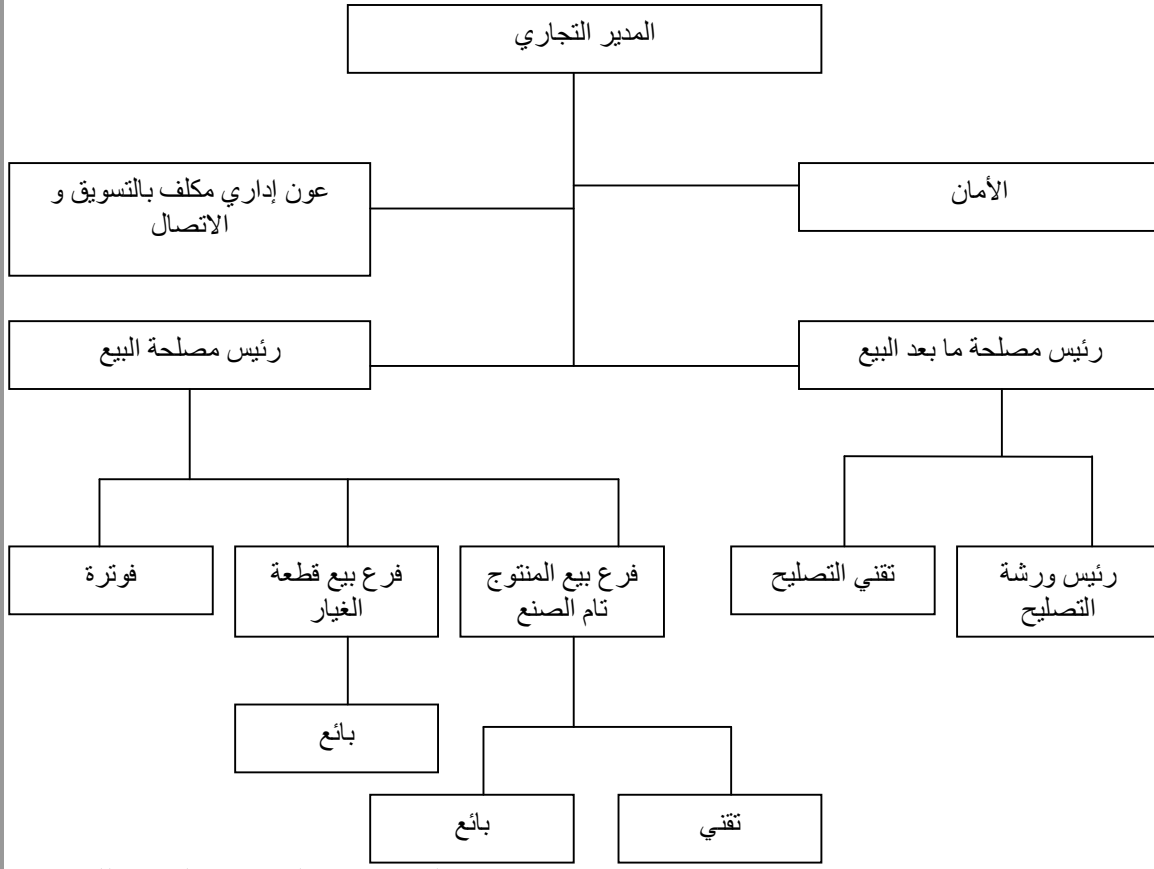 المدير التجاري
الأمان
عون إداري مكلف بالتسويق و
الاتصال
رئيس مصلحة ما بعد البيع
رئيس مصلحة البيع
رئيس ورشة
التصليح
تقني التصليح
فرع بيع المنتوج
تام الصنع
فرع بيع قطعة
الغيار
فوترة
بائع
تقني
بائع